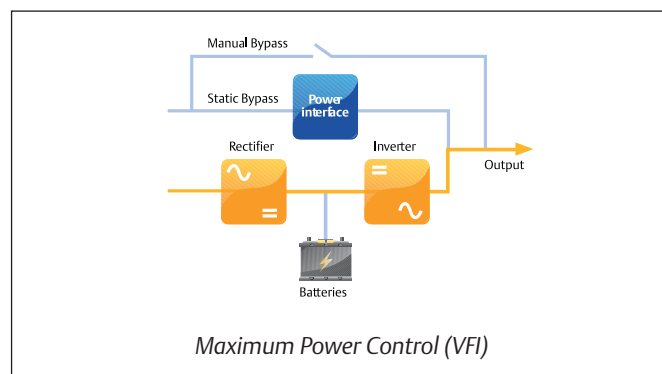 Manual Bypass
Static Bypass
Power
interface
Rectifier
Inverter
Output
Batteries
Maximum Power Control (VFI)